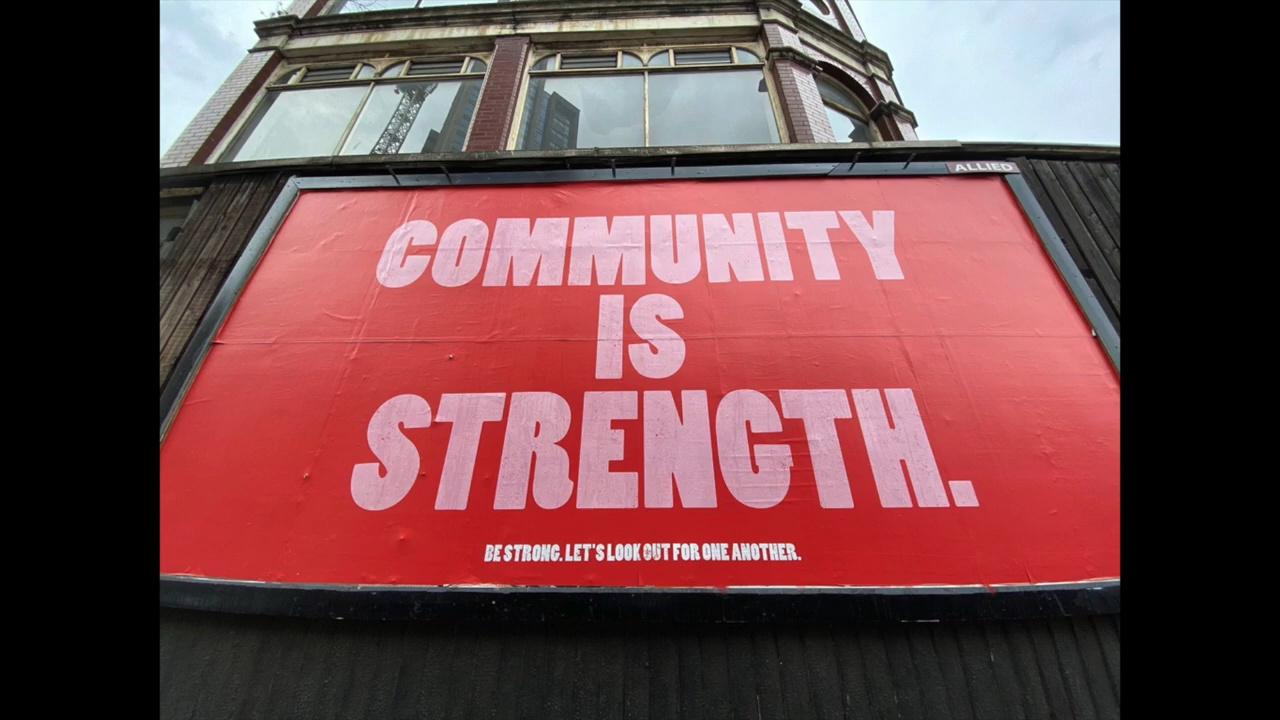 ALLIED
COMMUNITY
IS
STRENGTH.
BE STRONG. LET'S LOOK OUT FOR ONE ANOTHER.